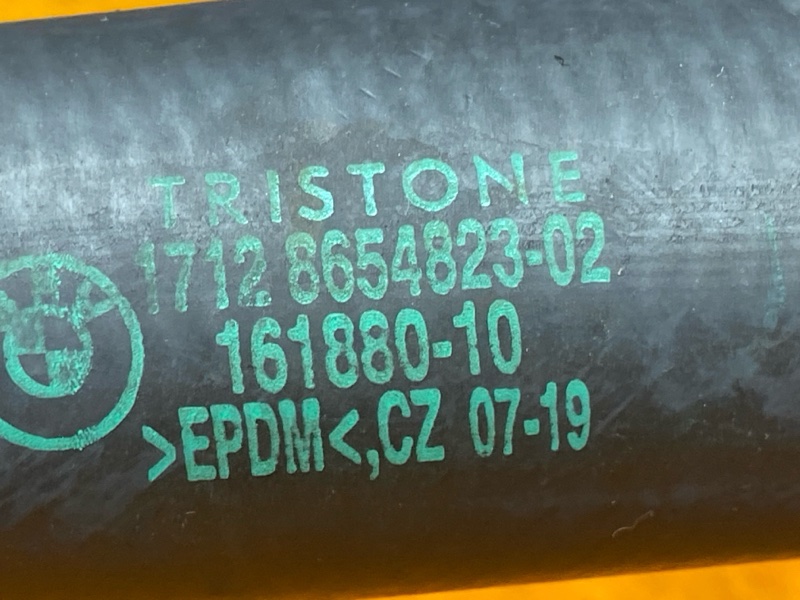 TRISTONE
1712 8654823-02
161880-10
>EPDM<,CZ 07-19